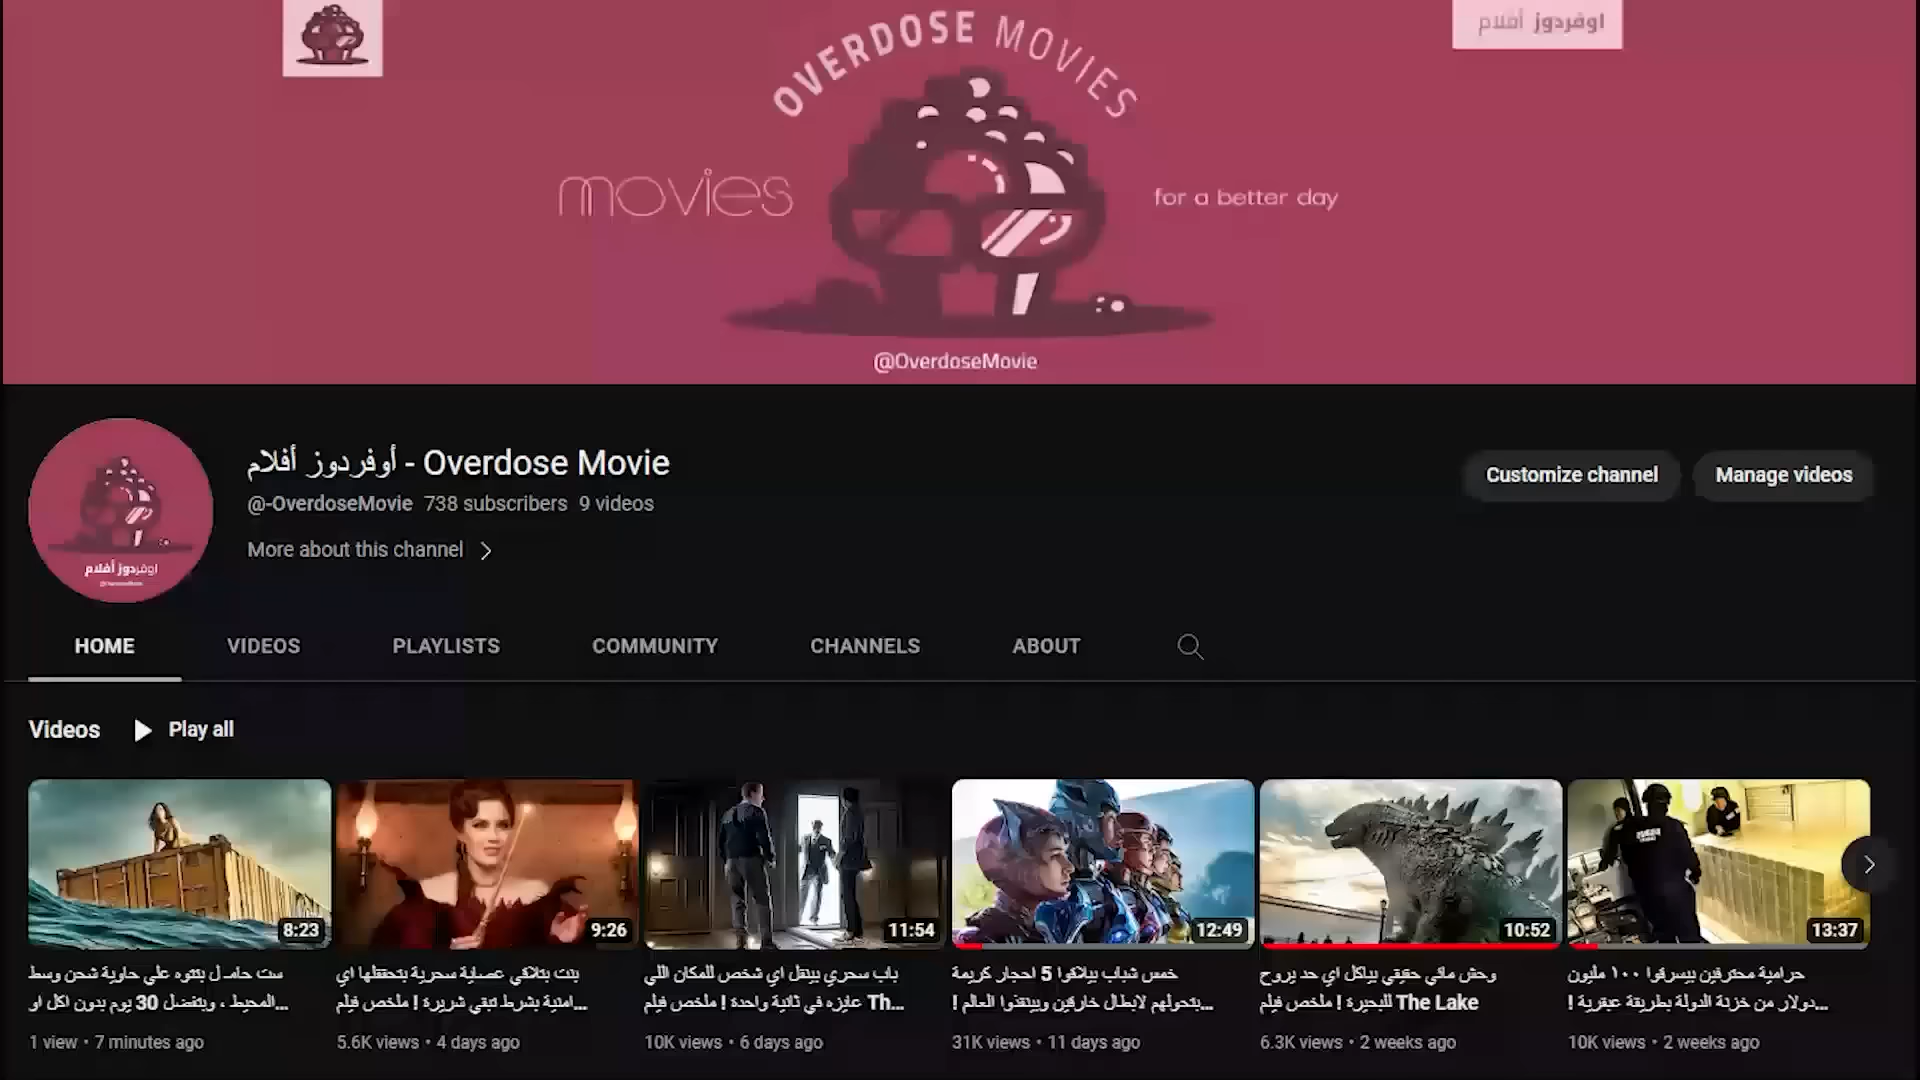 OVERDOSE MOVIES
اوفردوز أفلام
movies
for a better day
@OverdoseMovie
أوفردوز أفلام - Overdose Movie
@-OverdoseMovie 738 subscribers 9 videos
More about this channel
Customize channel
Manage videos
اوفردوز أفلام
HOME
VIDEOS
PLAYLISTS
COMMUNITY
CHANNELS
ABOUT
Videos
Play all
8:23
ست حامل بتتوه علي حاوية شحن وسط
المحيط ، وبتفضل 30 يوم بدون اكل او...
1 view • 7 minutes ago
9:26
بنت بتلاقي عصاية سحرية بتحققلها اي
امنية بشرط تبقي شريرة ! ملخص فيلم...
5.6K views • 4 days ago
11:54
باب سحري بينقل اي شخص للمكان اللي
عايزه في ثانية واحدة ! ملخص فيلم Th...
10K views • 6 days ago
12:49
خمس شباب بيلاقوا 5 احجار كريمة
بتحولهم لابطال خارقين وبينقذوا العالم !...
31K views • 11 days ago
10:52
وحش مائي حقيقي بياكل اي حد يروح
للبحيرة ! ملخص فيلم The Lake
6.3K views • 2 weeks ago
13:37
حرامية محترفين بيسرقوا ١٠٠ مليون
دولار من خزنة الدولة بطريقة عبقرية !...
10K views • 2 weeks ago